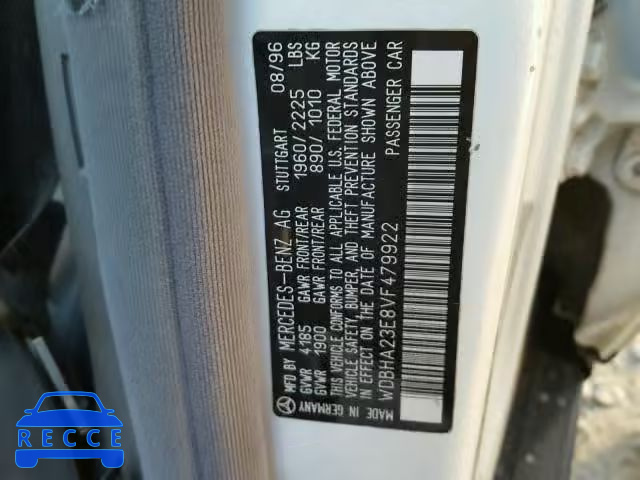 MFD BY MERCEDES-BENZ AG STUTTGART 08/96
GVWR 4185 GAWR FRONT/REAR 1960/2225 LBS
GVWR 1900 GAWR FRONT/REAR 890/1010 KG
THIS VEHICLE CONFORMS TO ALL APPLICABLE U.S. FEDERAL MOTOR
VEHICLE SAFETY, BUMPER, AND THEFT PREVENTION STANDARDS
IN EFFECT ON THE DATE OF MANUFACTURE SHOWN ABOVE
WDBHA23E8VF479922 PASSENGER CAR
MADE IN GERMANY
RECCE